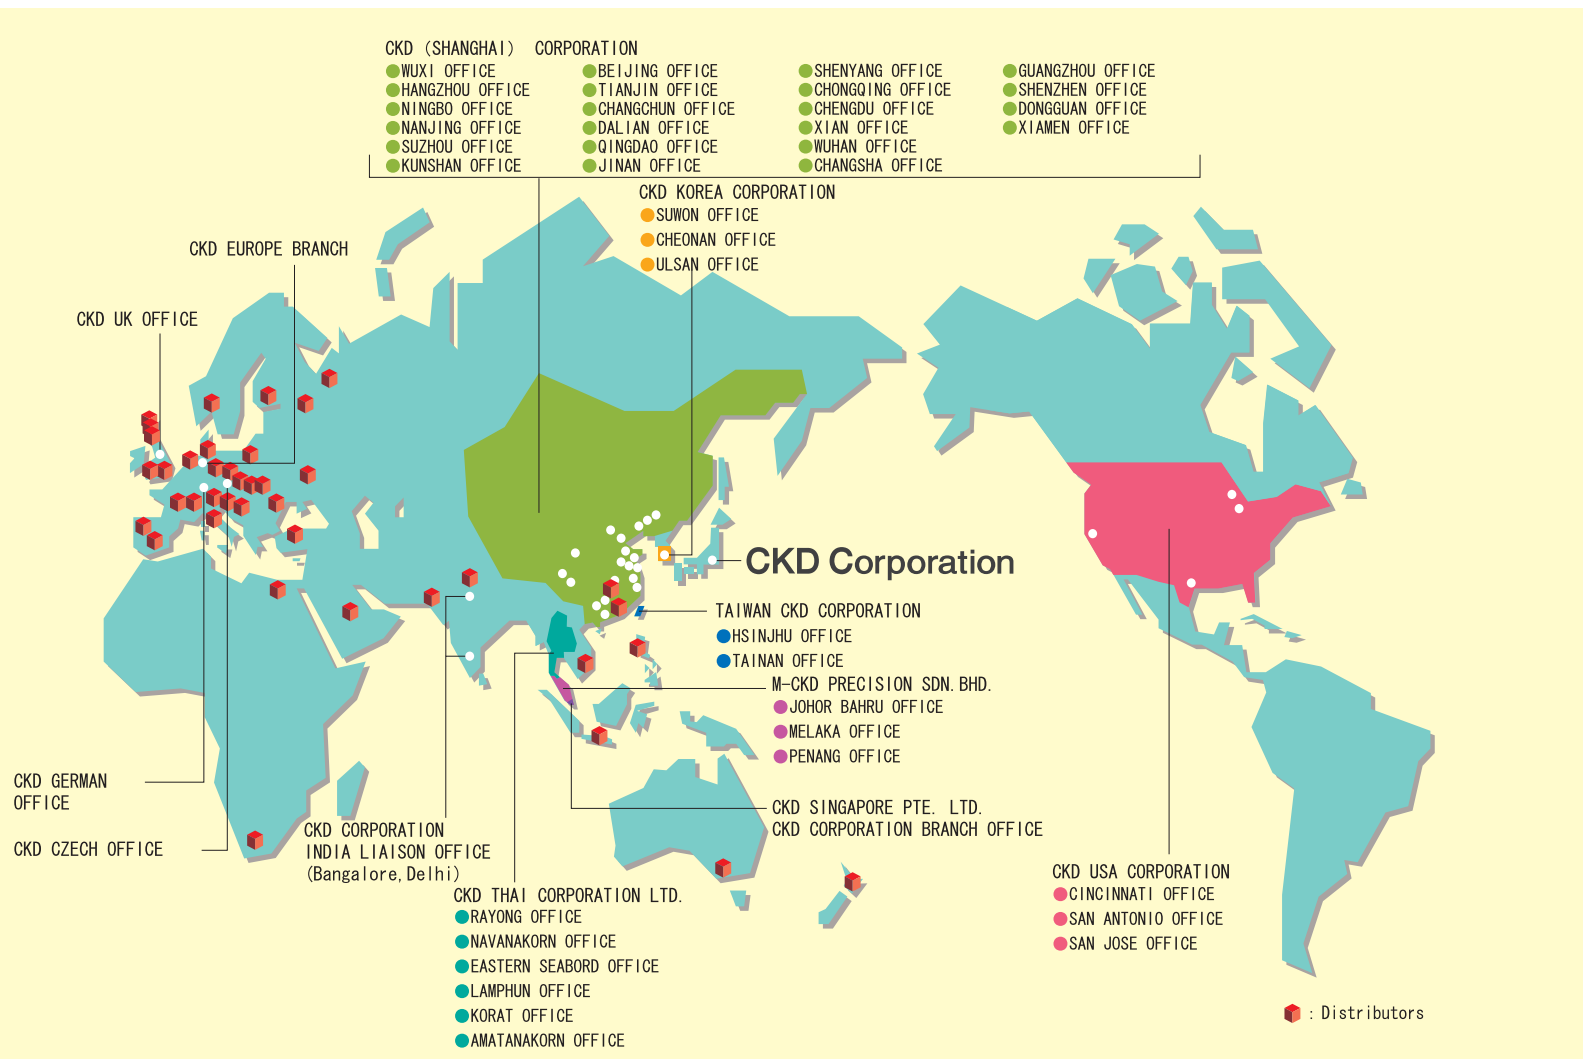 CKD (SHANGHAI) CORPORATION
WUXI OFFICE
HANGZHOU OFFICE
NINGBO OFFICE
NANJING OFFICE
SUZHOU OFFICE
KUNSHAN OFFICE
BEIJING OFFICE
TIANJIN OFFICE
CHANGCHUN OFFICE
DALIAN OFFICE
QINGDAO OFFICE
JINAN OFFICE
SHENYANG OFFICE
CHONGQING OFFICE
CHENGDU OFFICE
XIAN OFFICE
WUHAN OFFICE
CHANGSHA OFFICE
GUANGZHOU OFFICE
SHENZHEN OFFICE
DONGGUAN OFFICE
XIAMEN OFFICE
CKD KOREA CORPORATION
SUWON OFFICE
CHEONAN OFFICE
ULSAN OFFICE
CKD EUROPE BRANCH
CKD UK OFFICE
CKD Corporation
TAIWAN CKD CORPORATION
HSINJHU OFFICE
TAINAN OFFICE
M-CKD PRECISION SDN.BHD.
JOHOR BAHRU OFFICE
MELAKA OFFICE
PENANG OFFICE
CKD GERMAN
OFFICE
CKD CZECH OFFICE
CKD SINGAPORE PTE. LTD.
CKD CORPORATION BRANCH OFFICE
CKD CORPORATION
INDIA LIAISON OFFICE
(Bangalore,Delhi)
CKD THAI CORPORATION LTD.
RAYONG OFFICE
NAVANAKORN OFFICE
EASTERN SEABORD OFFICE
LAMPHUN OFFICE
KORAT OFFICE
AMATANAKORN OFFICE
CKD USA CORPORATION
CINCINNATI OFFICE
SAN ANTONIO OFFICE
SAN JOSE OFFICE
: Distributors